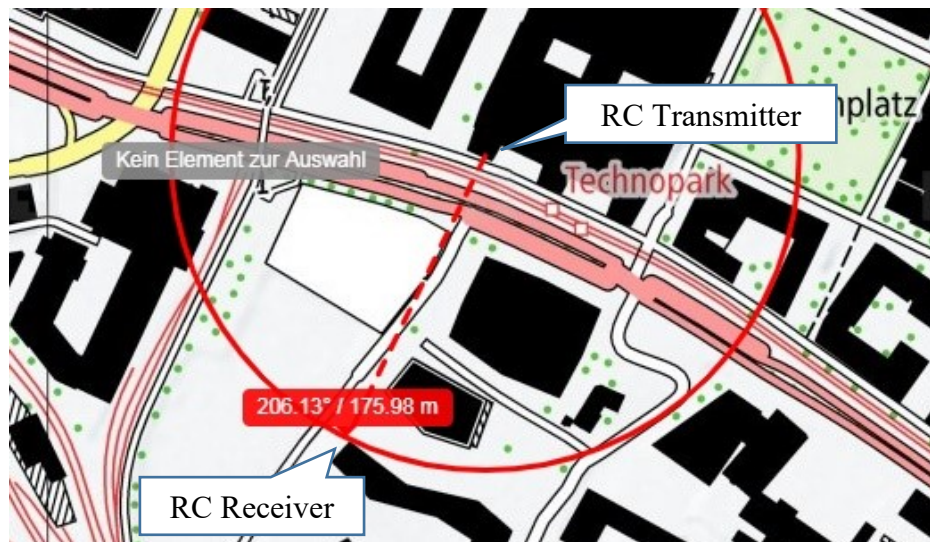 RC Transmitter
nplatz
Kein Element zur Auswahl
Technopark
206.13° / 175.98 m
RC Receiver